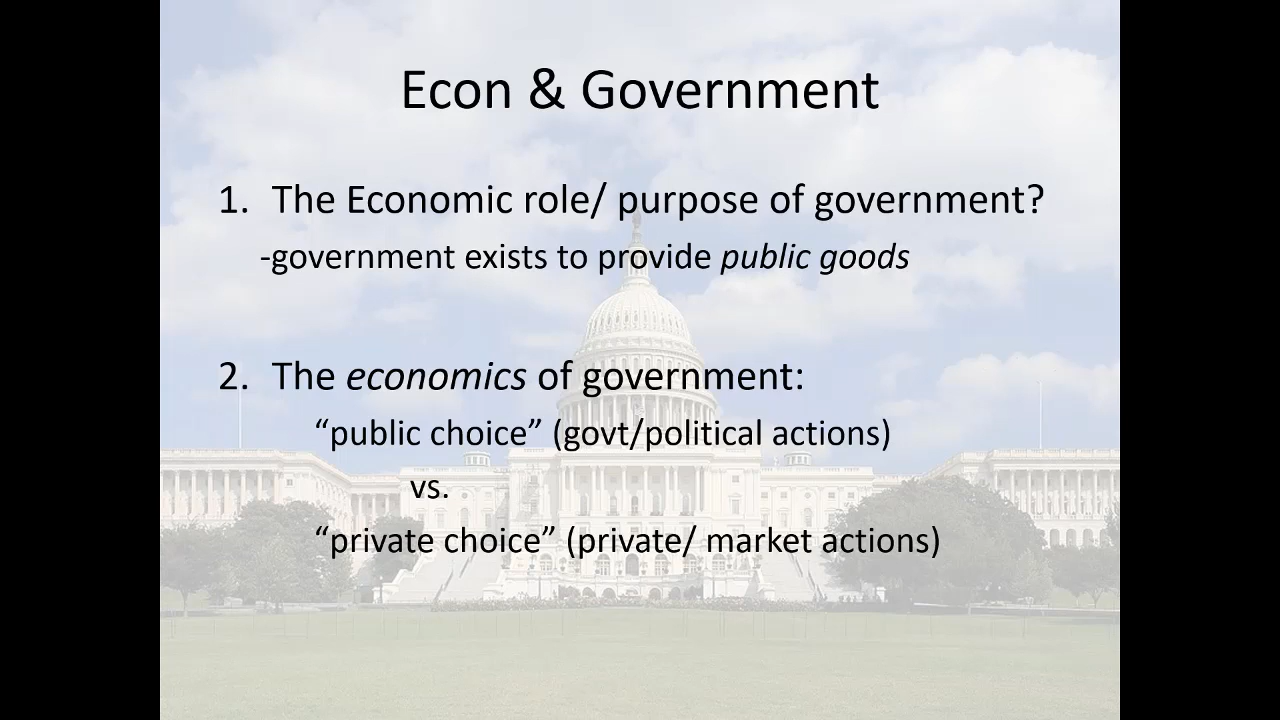 Econ & Government
1. The Economic role/ purpose of government?
-government exists to provide public goods
2. The economics of government:
“public choice” (govt/political actions)
vs.
“private choice” (private/ market actions)